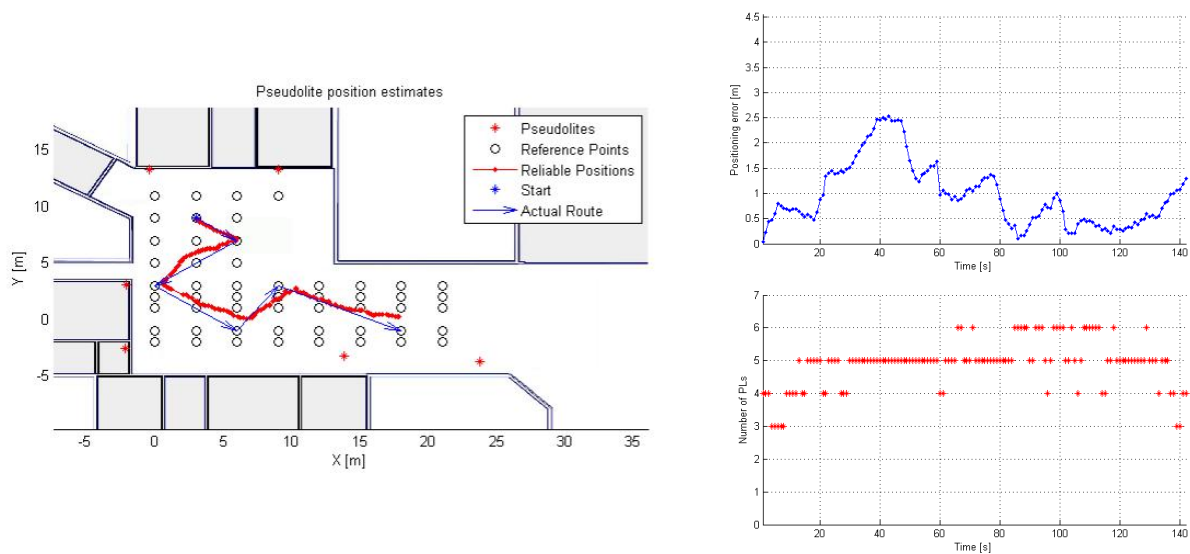 Pseudolite position estimates
Pseudolites
Reference Points
Reliable Positions
Start
Actual Route
15
10
5
0
-5
Y [m]
-5 0 5 10 15 20 25 30 35
X [m]
4.5
4
3.5
3
2.5
2
1.5
1
0.5
0
Positioning error [m]
20 40 60 80 100 120 140
Time [s]
7
6
5
4
3
2
1
0
Number of PLs
20 40 60 80 100 120 140
Time [s]